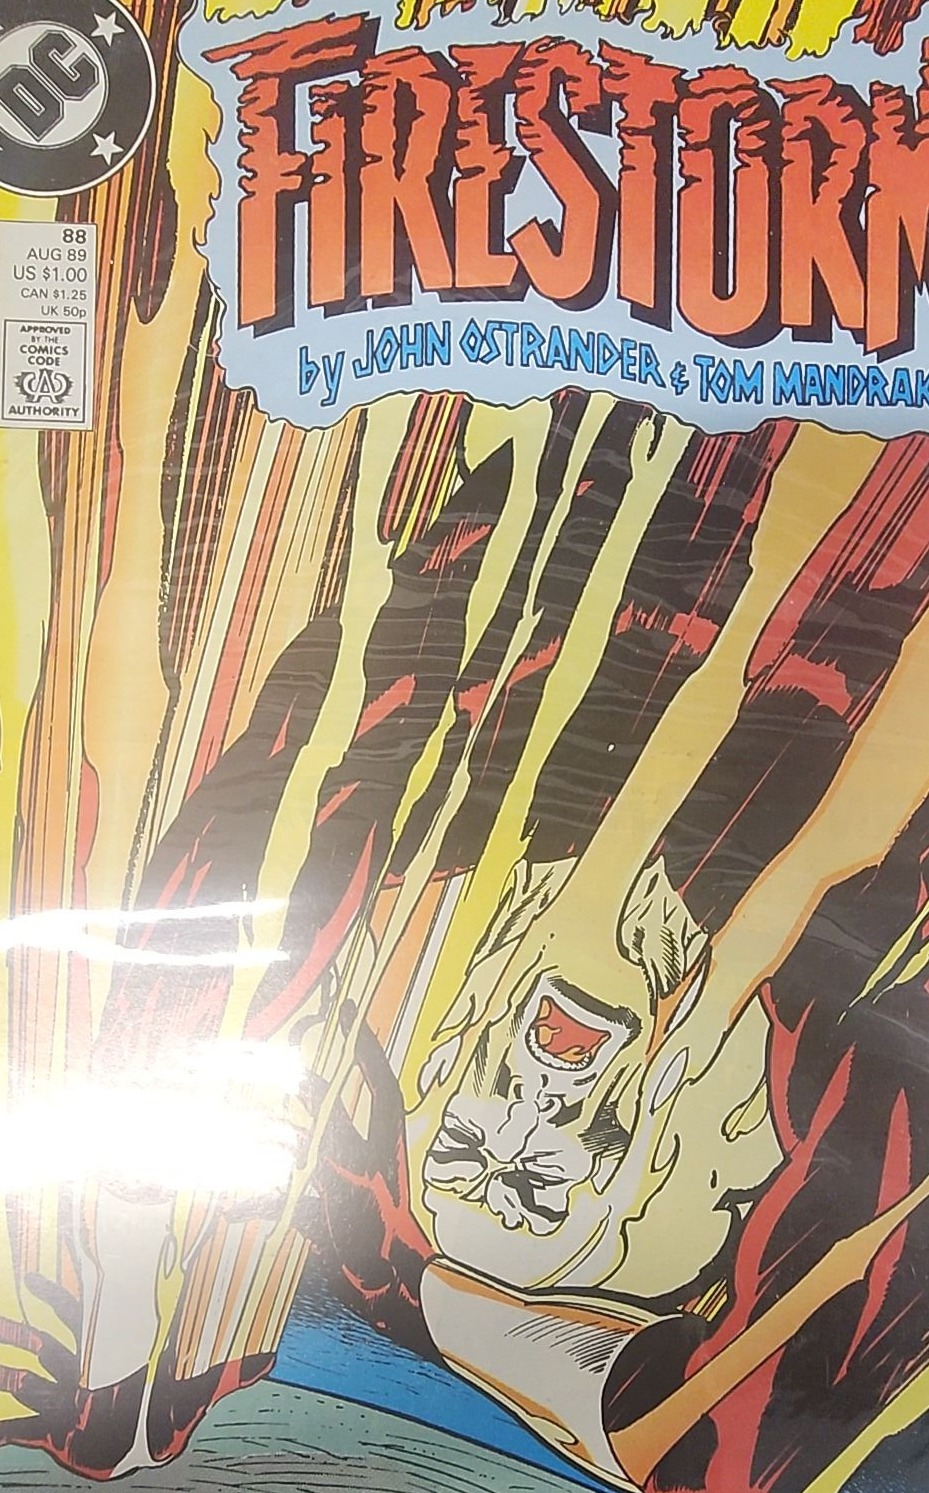 DC
FIRESTORM
88
AUG 89
US $1.00
CAN $1.25
UK 50p
APPROVED
BY THE
COMICS
CODE
CA
AUTHORITY
by JOHN OSTRANDER & TOM MANDRAK